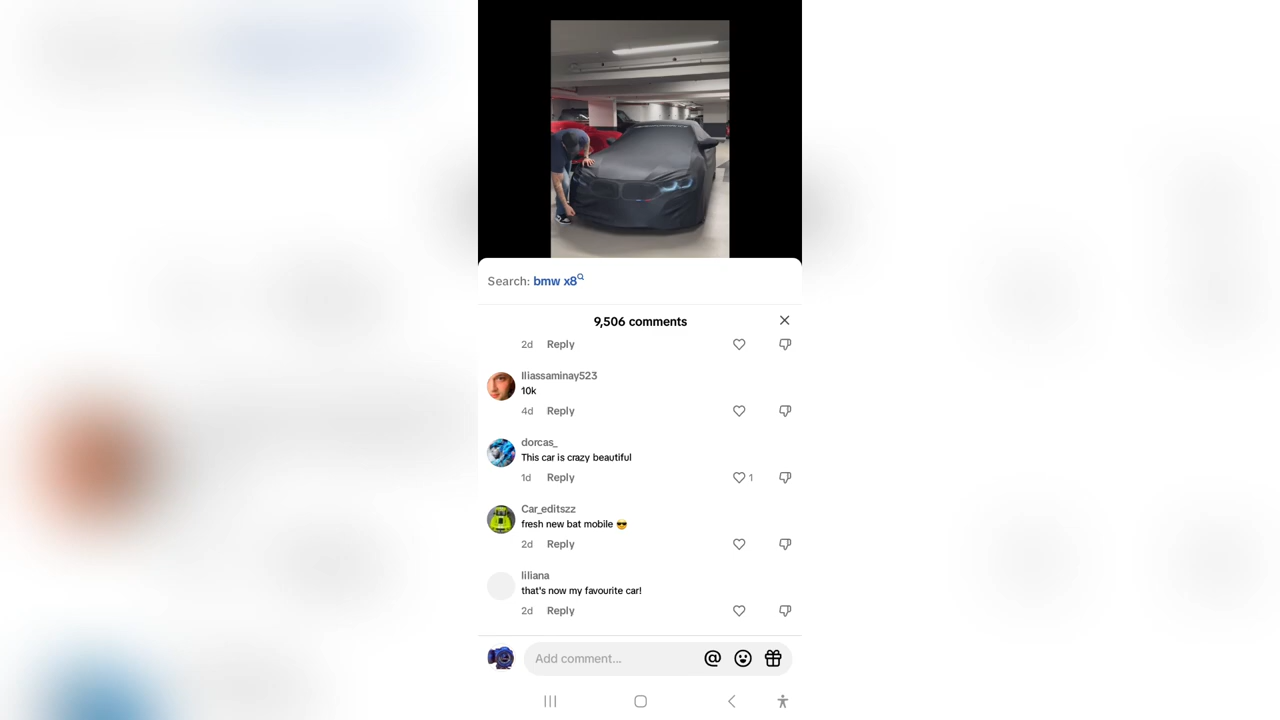 Search: bmw x8
9,506 comments
2d Reply
Iliassaminay523
10k
4d Reply
dorcas_
This car is crazy beautiful
1d Reply 1
Car_editszz
fresh new bat mobile 😎
2d Reply
liliana
that's now my favourite car!
2d Reply
Add comment...